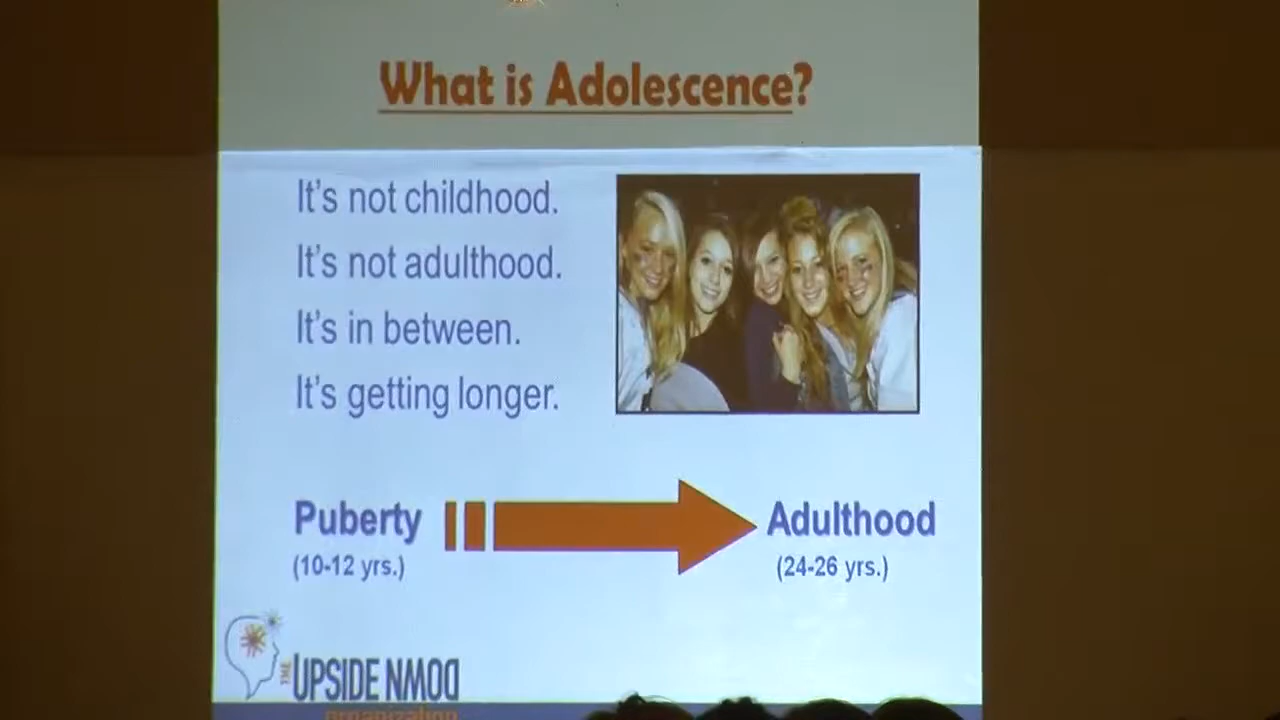 What is Adolescence?
It's not childhood.
It's not adulthood.
It's in between.
It's getting longer.
Puberty
(10-12 yrs.)
Adulthood
(24-26 yrs.)
THE UPSIDE DOWN
organization